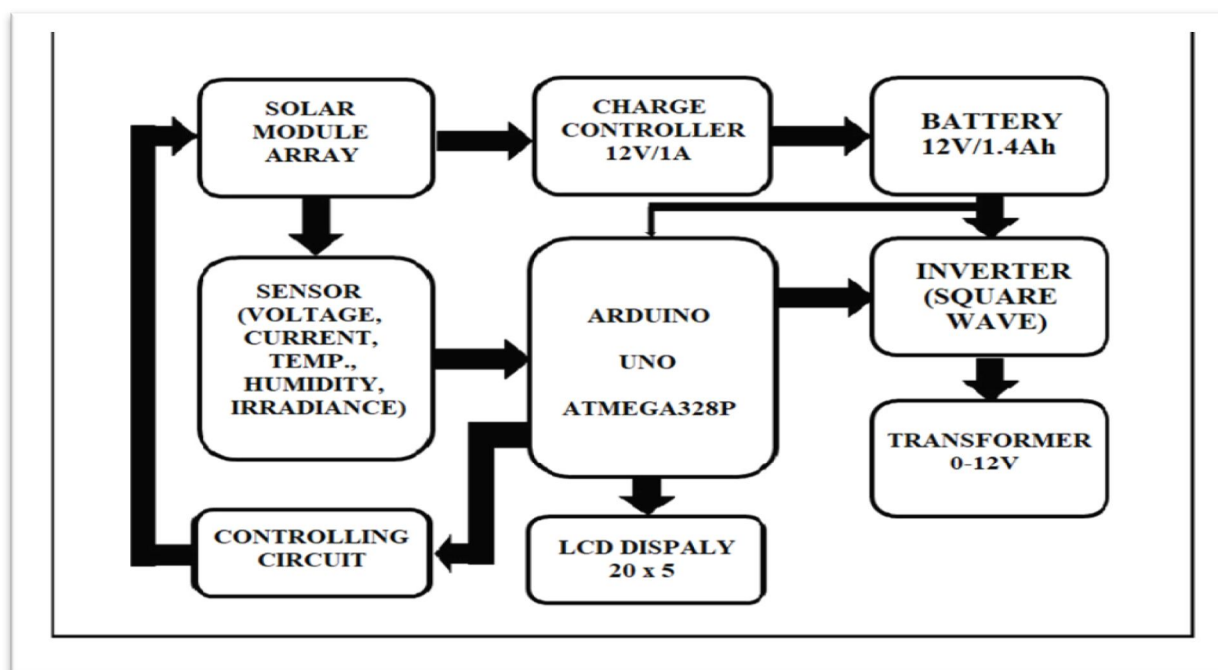 SOLAR
MODULE
ARRAY
CHARGE
CONTROLLER
12V/1A
BATTERY
12V/1.4Ah
SENSOR
(VOLTAGE,
CURRENT,
TEMP.,
HUMIDITY,
IRRADIANCE)
ARDUINO
UNO
ATMEGA328P
INVERTER
(SQUARE
WAVE)
TRANSFORMER
0-12V
CONTROLLING
CIRCUIT
LCD DISPALY
20 x 5